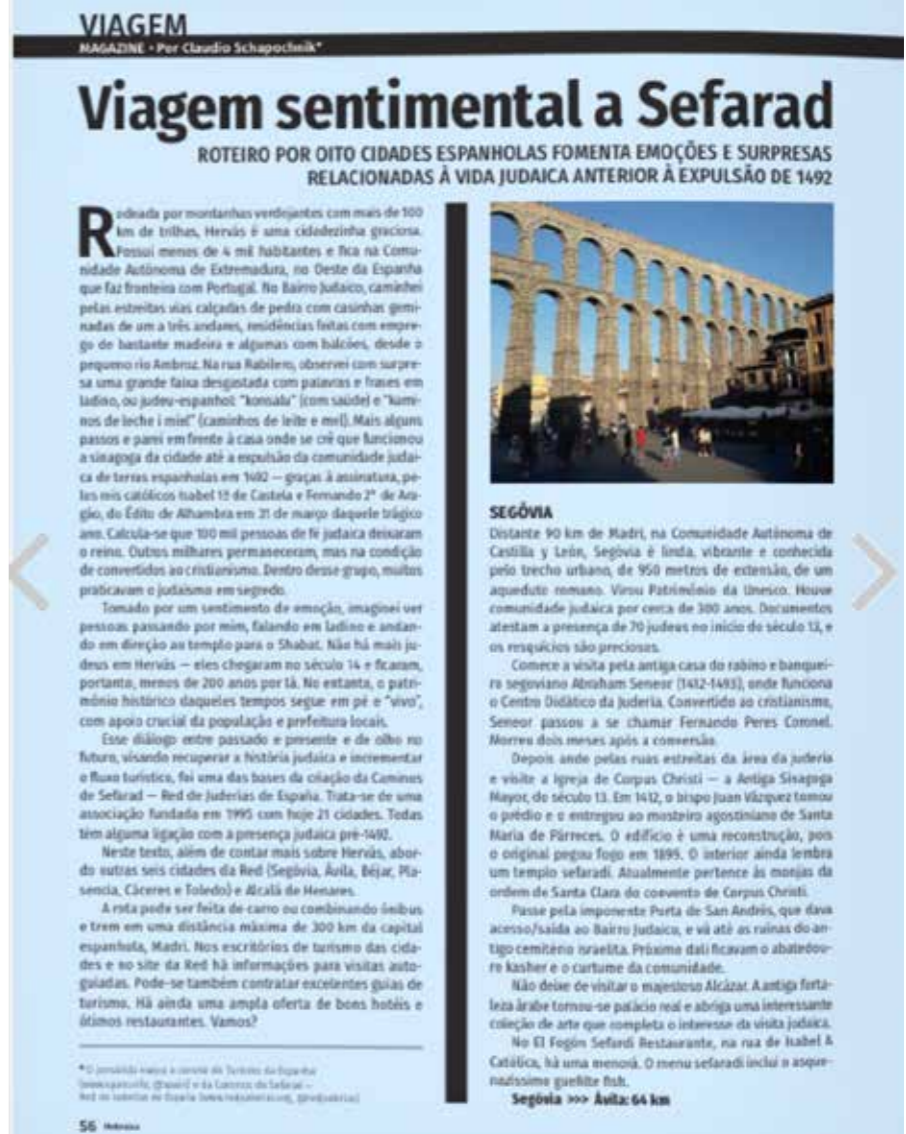 VIAGEM
MAGAZINE • Por Claudio Schapochnik*
Viagem sentimental a Sefarad
ROTEIRO POR OITO CIDADES ESPANHOLAS FOMENTA EMOÇÕES E SURPRESAS
RELACIONADAS À VIDA JUDAICA ANTERIOR À EXPULSÃO DE 1492
Rodeada por montanhas verdejantes com mais de 100
km de trilhas, Hervás é uma cidadezinha graciosa.
Possui menos de 4 mil habitantes e fica na Comu-
nidade Autônoma de Extremadura, no Oeste da Espanha
que faz fronteira com Portugal. No Bairro Judaico, caminhei
pelas estreitas vias calçadas de pedra com casinhas gemi-
nadas de um a três andares, residências feitas com empre-
go de bastante madeira e algumas com balcões, desde o
pequeno rio Ambroz. Na rua Rabilero, observei com surpre-
sa uma grande faixa desgastada com palavras e frases em
ladino, ou judeu-espanhol: "konsalu" (com saúde) e "kami-
nos de leche i miel" (caminhos de leite e mel). Mais alguns
passos e parei em frente à casa onde se crê que funcionou
a sinagoga da cidade até a expulsão da comunidade judai-
ca de terras espanholas em 1492 — graças à assinatura, pe-
los reis católicos Isabel 1ª de Castela e Fernando 2º de Ara-
gão, do Édito de Alhambra em 31 de março daquele trágico
ano. Calcula-se que 100 mil pessoas de fé judaica deixaram
o reino. Outros milhares permaneceram, mas na condição
de convertidos ao cristianismo. Dentro desse grupo, muitos
praticavam o judaísmo em segredo.
Tomado por um sentimento de emoção, imaginei ver
pessoas passando por mim, falando em ladino e andan-
do em direção ao templo para o Shabat. Não há mais ju-
deus em Hervás — eles chegaram no século 14 e ficaram,
portanto, menos de 200 anos por lá. No entanto, o patri-
mônio histórico daqueles tempos segue em pé e "vivo",
com apoio crucial da população e prefeitura locais.
Esse diálogo entre passado e presente e de olho no
futuro, visando recuperar a história judaica e incrementar
o fluxo turístico, foi uma das bases da criação da Caminos
de Sefarad — Red de Juderías de España. Trata-se de uma
associação fundada em 1995 com hoje 21 cidades. Todas
têm alguma ligação com a presença judaica pré-1492.
Neste texto, além de contar mais sobre Hervás, abor-
do outras seis cidades da Red (Segóvia, Ávila, Béjar, Pla-
sencia, Cáceres e Toledo) e Alcalá de Henares.
A rota pode ser feita de carro ou combinando ônibus
e trem em uma distância máxima de 300 km da capital
espanhola, Madri. Nos escritórios de turismo das cida-
des e no site da Red há informações para visitas auto-
guiadas. Pode-se também contratar excelentes guias de
turismo. Há ainda uma ampla oferta de bons hotéis e
ótimos restaurantes. Vamos?
*O jornalista viajou a convite do Turismo da Espanha
56 Hebraica
SEGÓVIA
Distante 90 km de Madri, na Comunidade Autônoma de
Castilla y León, Segóvia é linda, vibrante e conhecida
pelo trecho urbano, de 950 metros de extensão, de um
aqueduto romano. Virou Patrimônio da Unesco. Houve
comunidade judaica por cerca de 300 anos. Documentos
atestam a presença de 70 judeus no início do século 13, e
os resquícios são preciosos.
Comece a visita pela antiga casa do rabino e banquei-
ro segoviano Abraham Seneor (1412-1493), onde funciona
o Centro Didático da Juderia. Convertido ao cristianismo,
Seneor passou a se chamar Fernando Peres Coronel.
Morreu dois meses após a conversão.
Depois ande pelas ruas estreitas da área da juderia
e visite a Igreja de Corpus Christi — a Antiga Sinagoga
Mayor, do século 13. Em 1412, o bispo Juan Vázquez tomou
o prédio e o entregou ao mosteiro agostiniano de Santa
Maria de Párreces. O edifício é uma reconstrução, pois
o original pegou fogo em 1899. O interior ainda lembra
um templo sefaradi. Atualmente pertence às monjas da
ordem de Santa Clara do convento de Corpus Christi.
Passe pela imponente Porta de San Andrés, que dava
acesso/saída ao Bairro Judaico, e vá até as ruínas do an-
tigo cemitério israelita. Próximo dali ficavam o abatedou-
ro kasher e o curtume da comunidade.
Não deixe de visitar o majestoso Alcázar. A antiga forta-
leza árabe tornou-se palácio real e abriga uma interessante
coleção de arte que completa o interesse da visita judaica.
No El Fogón Sefardí Restaurante, na rua de Isabel A
Católica, há uma menorá. O menu sefaradi inclui o asque-
nazíssimo guefilte fish.
Segóvia >>> Ávila: 64 km